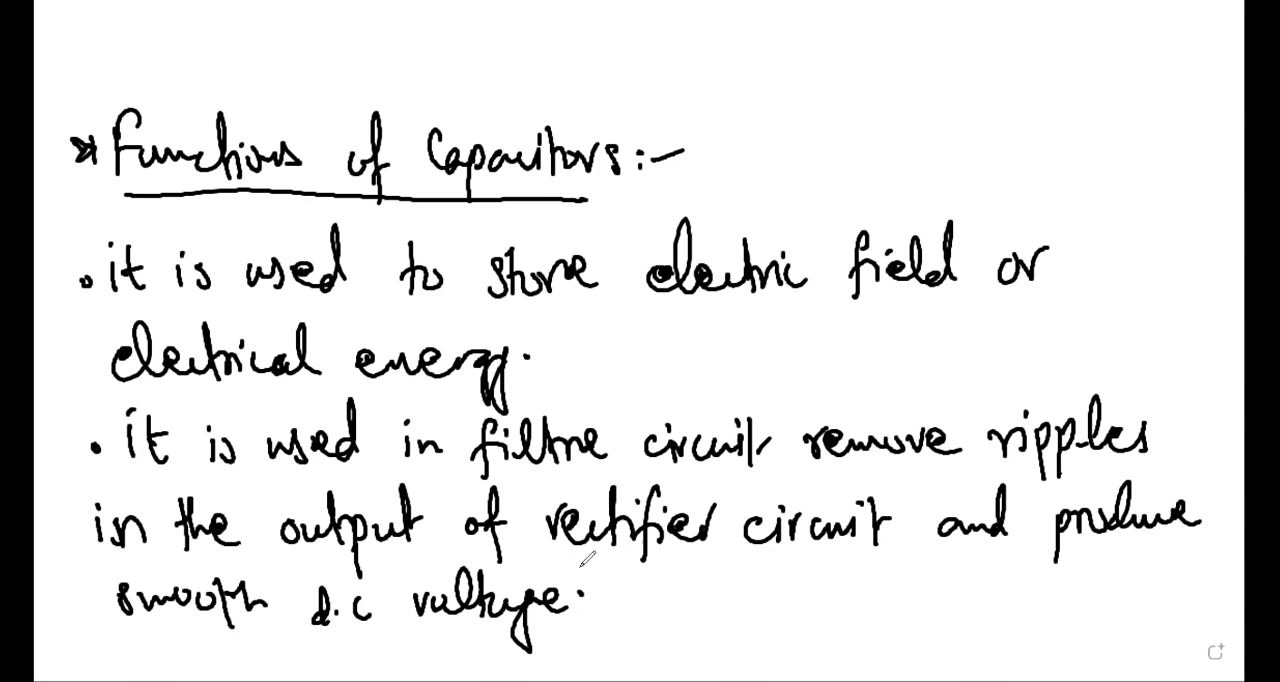 * Functions of Capacitors:-
. it is used to store electric field or
electrical energy.
. it is used in filtre circuit remove ripples
in the output of rectifier circuit and produce
smooth d.c voltage.